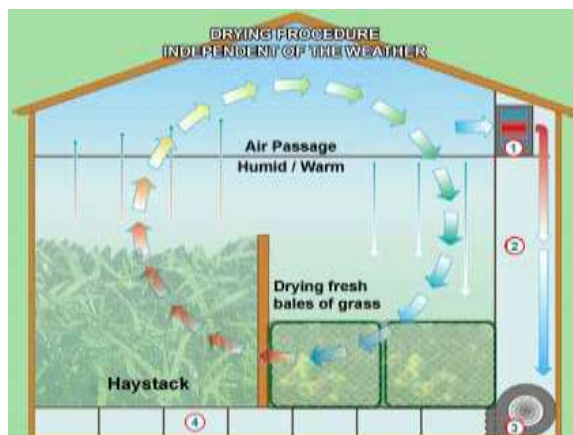 DRYING PROCEDURE
INDEPENDENT OF THE WEATHER
Air Passage
Humid / Warm
1
2
Drying fresh
bales of grass
Haystack
4
3